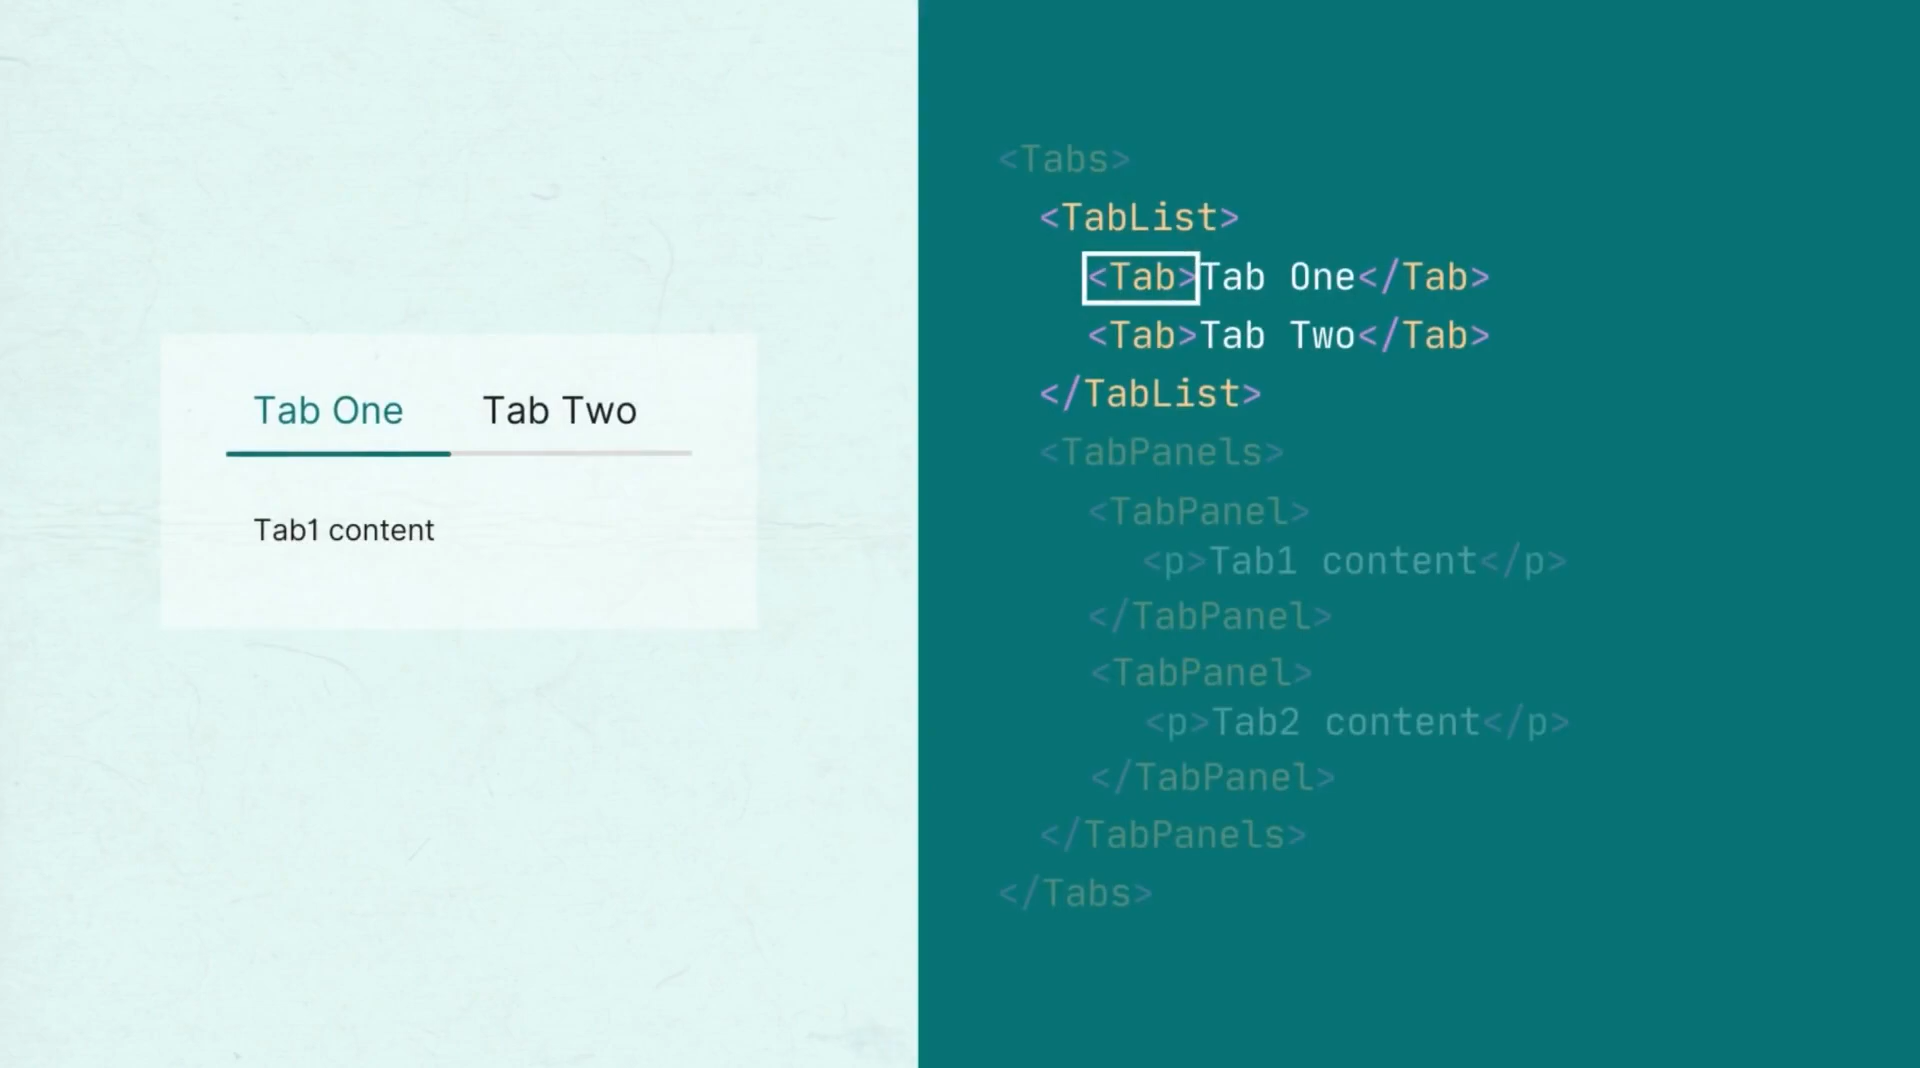 Tab One Tab Two
Tab1 content
<Tabs>
<TabList>
<Tab>Tab One</Tab>
<Tab>Tab Two</Tab>
</TabList>
<TabPanels>
<TabPanel>
<p>Tab1 content</p>
</TabPanel>
<TabPanel>
<p>Tab2 content</p>
</TabPanel>
</TabPanels>
</Tabs>